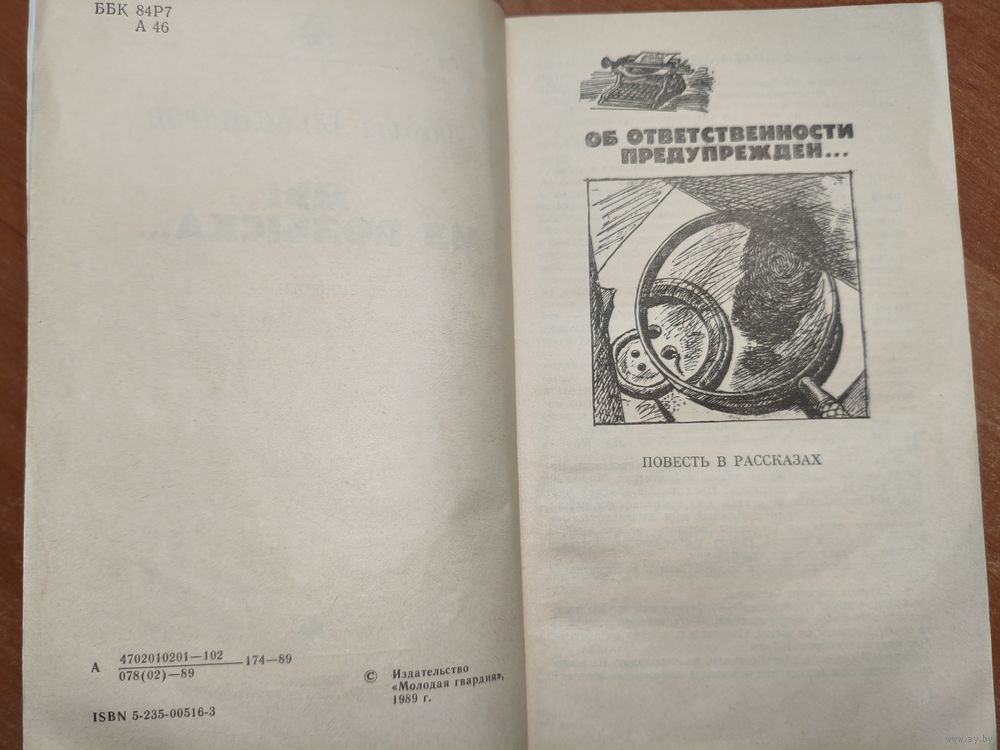 ББК 84Р7
А 46
А 4702010201—102
078(02)—89
174—89
ISBN 5-235-00516-3
© Издательство
«Молодая гвардия»,
1989 г.
ОБ ОТВЕТСТВЕННОСТИ
ПРЕДУПРЕЖДЕН...
ПОВЕСТЬ В РАССКАЗАХ
www.ay.by